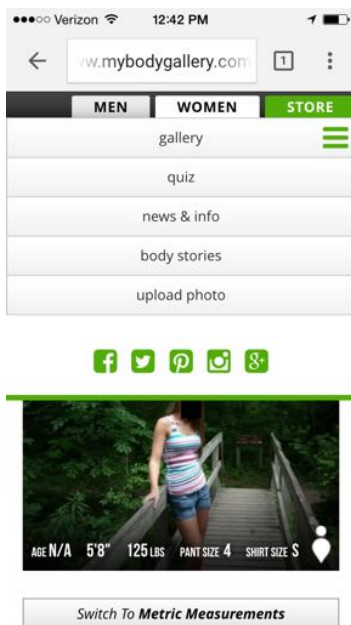 Verizon 12:42 PM
w.mybodygallery.com 1
MEN WOMEN STORE
gallery
quiz
news & info
body stories
upload photo
f 8+
AGE N/A 5'8" 125 LBS PANT SIZE 4 SHIRT SIZE S
Switch To Metric Measurements